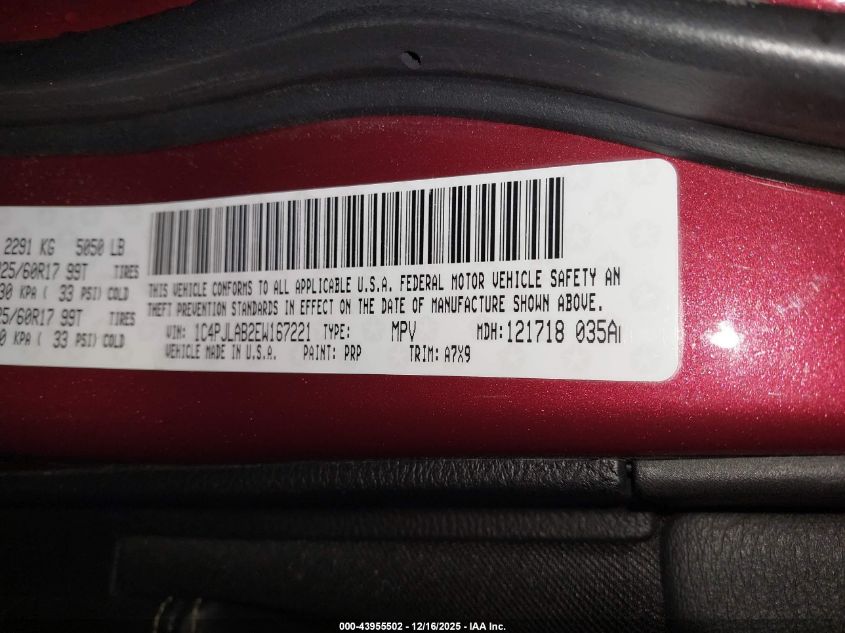 2291 KG 5050 LB
25/60R17 99T TIRES
30 KPA ( 33 PSI) COLD
25/60R17 99T TIRES
0 KPA ( 33 PSI) COLD
THIS VEHICLE CONFORMS TO ALL APPLICABLE U.S.A. FEDERAL MOTOR VEHICLE SAFETY AN
THEFT PREVENTION STANDARDS IN EFFECT ON THE DATE OF MANUFACTURE SHOWN ABOVE.
VIN: 1C4PJLAB2EW167221 TYPE: MPV MDH: 121718 035A
VEHICLE MADE IN U.S.A. PAINT: PRP TRIM: A7X9
000-43955502 - 12/16/2025 - IAA Inc.